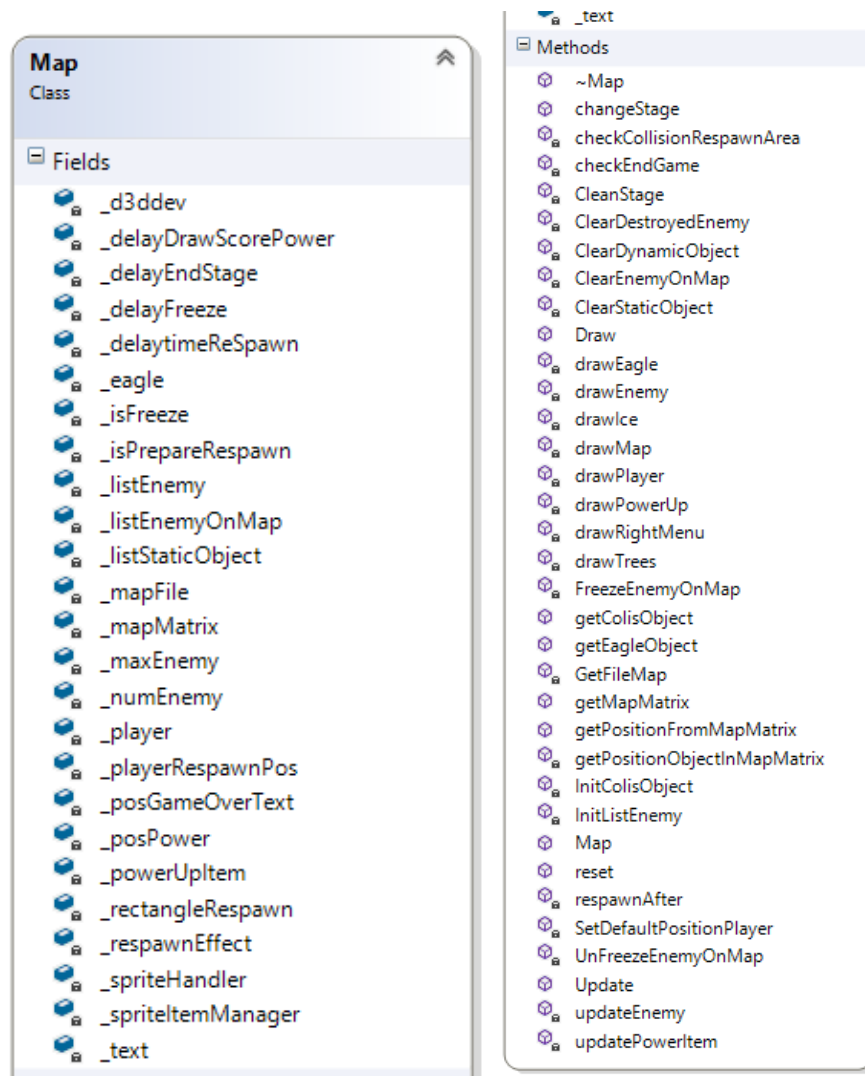 Map
Class
Fields
_d3ddev
_delayDrawScorePower
_delayEndStage
_delayFreeze
_delaytimeReSpawn
_eagle
_isFreeze
_isPrepareRespawn
_listEnemy
_listEnemyOnMap
_listStaticObject
_mapFile
_mapMatrix
_maxEnemy
_numEnemy
_player
_playerRespawnPos
_posGameOverText
_posPower
_powerUpItem
_rectangleRespawn
_respawnEffect
_spriteHandler
_spriteItemManager
_text
_text
Methods
~Map
changeStage
checkCollisionRespawnArea
checkEndGame
CleanStage
ClearDestroyedEnemy
ClearDynamicObject
ClearEnemyOnMap
ClearStaticObject
Draw
drawEagle
drawEnemy
drawIce
drawMap
drawPlayer
drawPowerUp
drawRightMenu
drawTrees
FreezeEnemyOnMap
getColisObject
getEagleObject
GetFileMap
getMapMatrix
getPositionFromMapMatrix
getPositionObjectInMapMatrix
InitColisObject
InitListEnemy
Map
reset
respawnAfter
SetDefaultPositionPlayer
UnFreezeEnemyOnMap
Update
updateEnemy
updatePowerItem